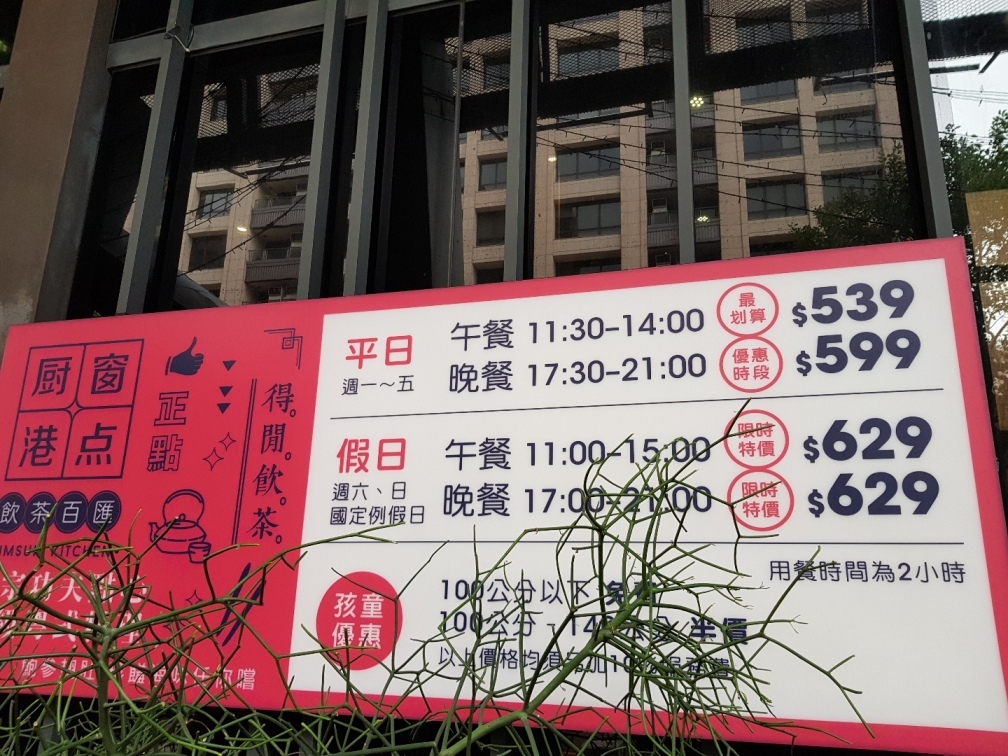 厨窗
港点
正點
得。閒。飲。茶。
飲茶百匯
平日
週一～五
午餐 11:30-14:00 最划算 $539
晚餐 17:30-21:00 優惠時段 $599
假日
週六、日
國定例假日
午餐 11:00-15:00 限時特價 $629
晚餐 17:00-21:00 限時特價 $629
用餐時間為2小時
孩童
優惠
100公分以下
100公分 - 14 半價
以上價格均須